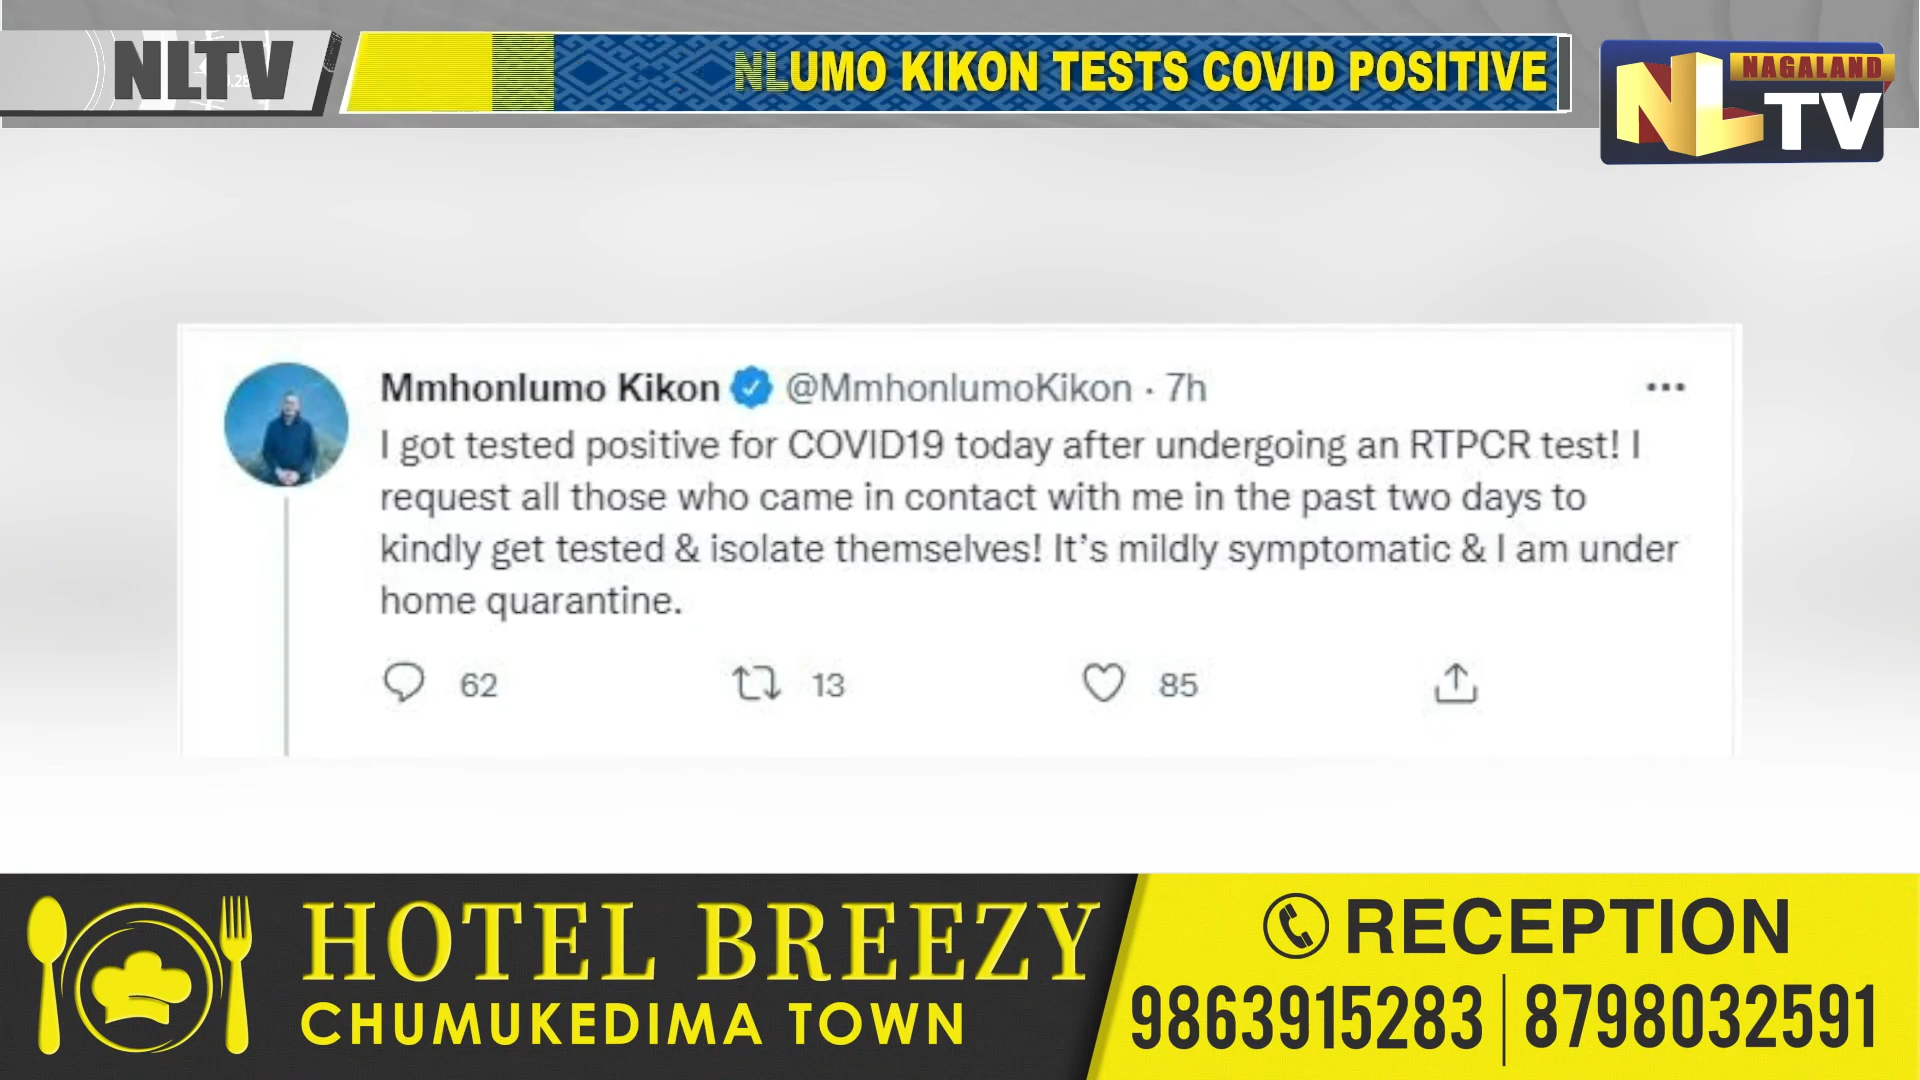 NLTV
NLUMO KIKON TESTS COVID POSITIVE
NAGALAND
NL TV
Mmhonlumo Kikon @MmhonlumoKikon · 7h
I got tested positive for COVID19 today after undergoing an RTPCR test! I
request all those who came in contact with me in the past two days to
kindly get tested & isolate themselves! It's mildly symptomatic & I am under
home quarantine.
62 13 85
HOTEL BREEZY
CHUMUKEDIMA TOWN
RECEPTION
9863915283 | 8798032591